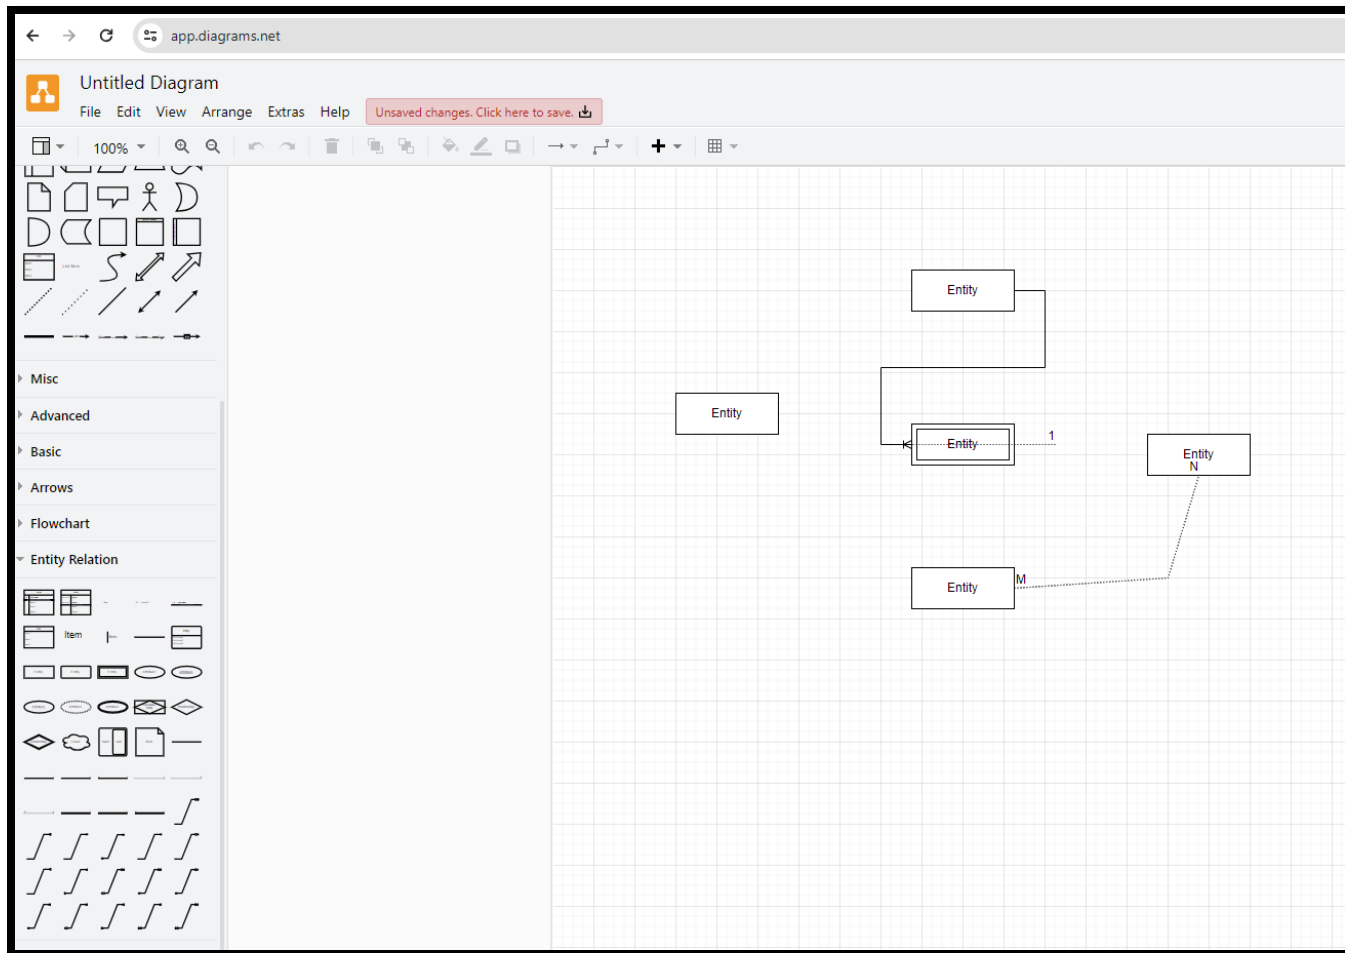 app.diagrams.net
Untitled Diagram
File Edit View Arrange Extras Help Unsaved changes. Click here to save.
100%
Misc
Advanced
Basic
Arrows
Flowchart
Entity Relation
Item
Entity
Entity
Entity 1
Entity
N
Entity M